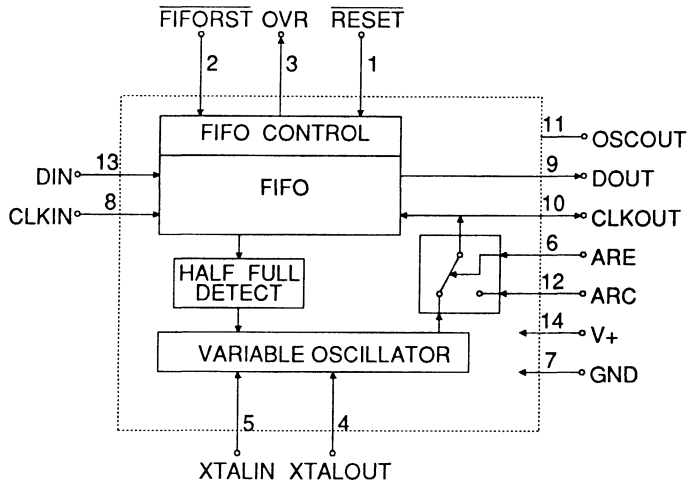 FIFORST OVR RESET
2 3 1
FIFO CONTROL
11 OSCOUT
DIN 13
FIFO
9 DOUT
CLKIN 8
10 CLKOUT
6 ARE
HALF FULL
DETECT
12 ARC
14 V+
VARIABLE OSCILLATOR
7 GND
5 4
XTALIN XTALOUT